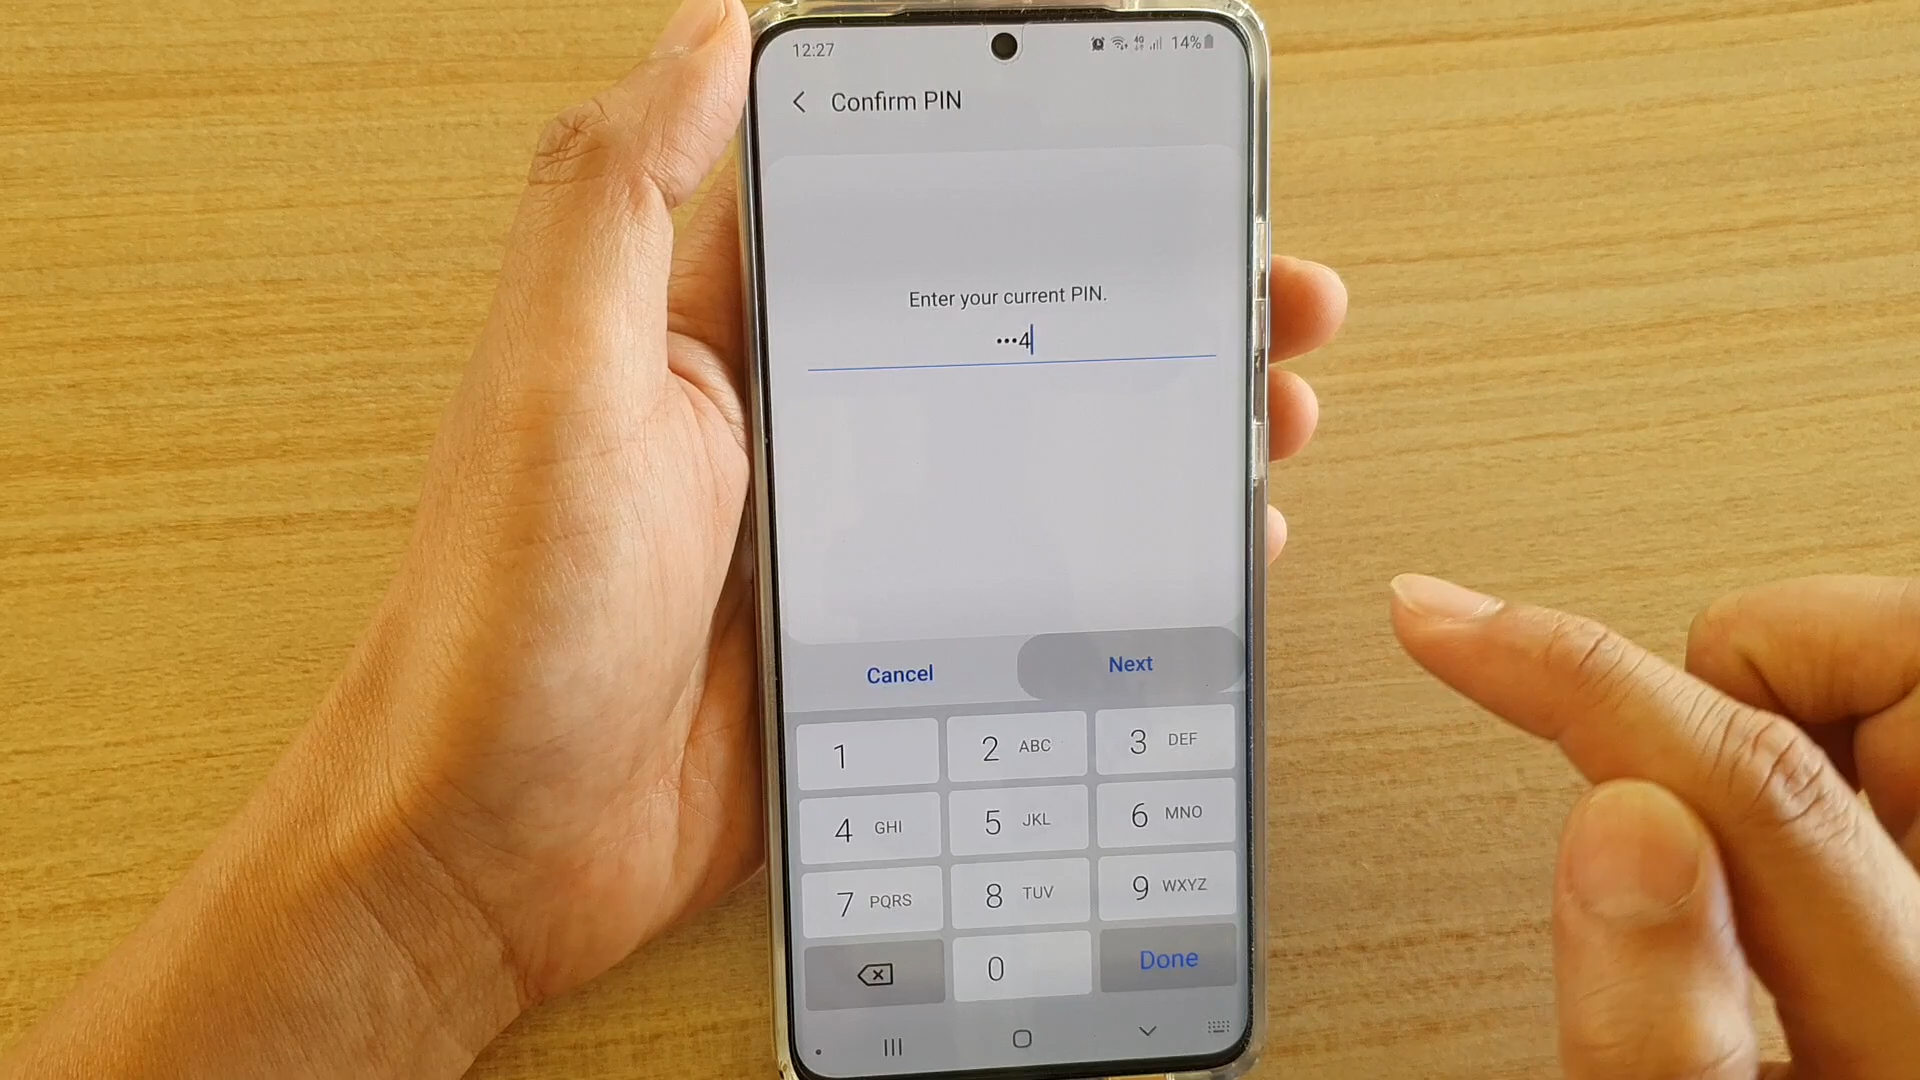 12:27 4G 14%
Confirm PIN
Enter your current PIN.
•••4
Cancel Next
1 2 ABC 3 DEF
4 GHI 5 JKL 6 MNO
7 PQRS 8 TUV 9 WXYZ
0 Done